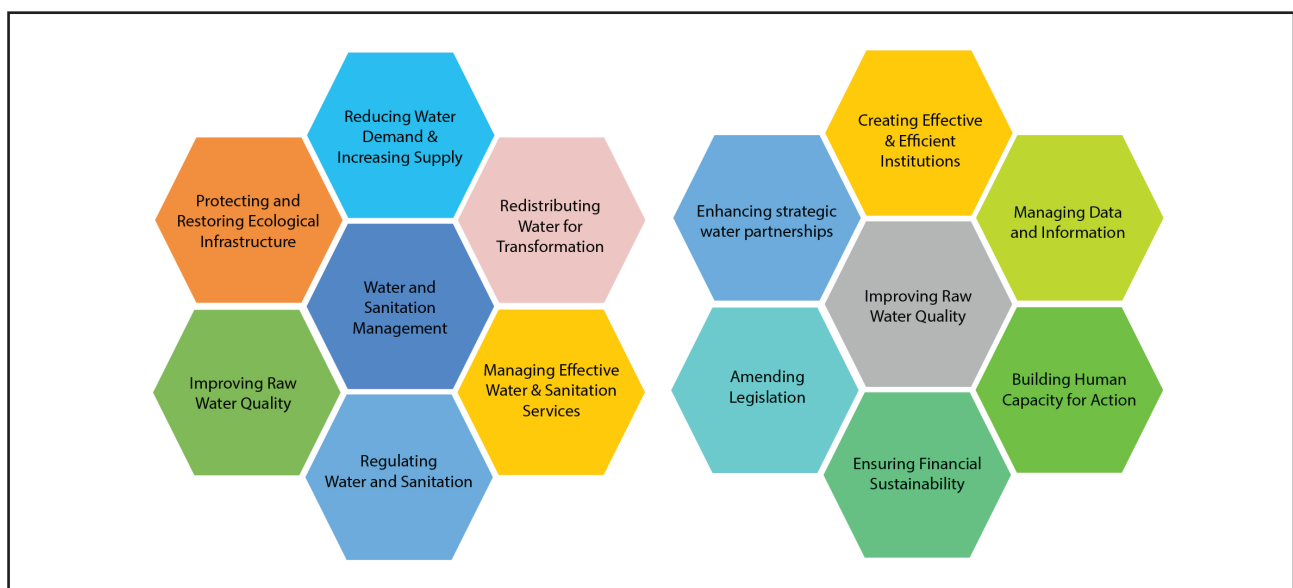 Reducing Water
Demand &
Increasing Supply
Protecting and
Restoring Ecological
Infrastructure
Redistributing
Water for
Transformation
Water and
Sanitation
Management
Improving Raw
Water Quality
Managing Effective
Water & Sanitation
Services
Regulating
Water and Sanitation
Creating Effective
& Efficient
Institutions
Enhancing strategic
water partnerships
Managing Data
and Information
Improving Raw
Water Quality
Amending
Legislation
Building Human
Capacity for Action
Ensuring Financial
Sustainability